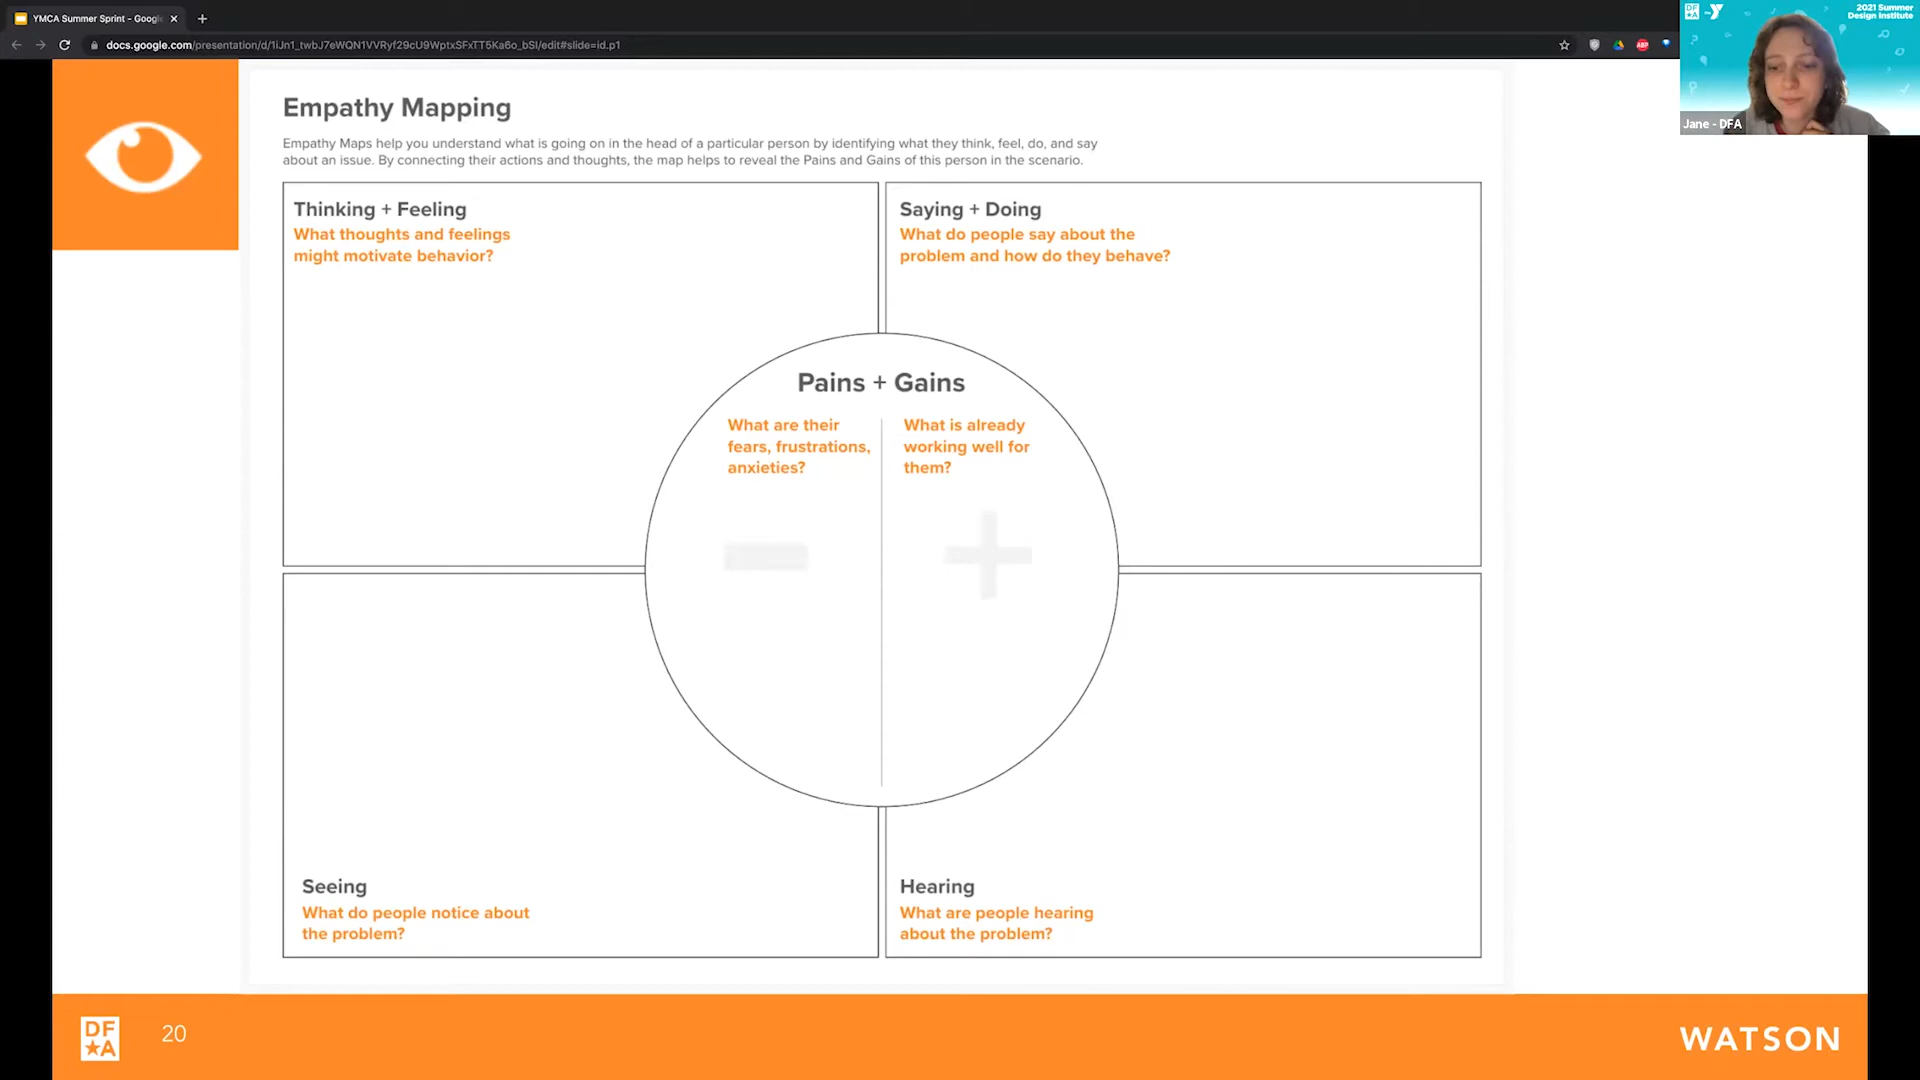 YMCA Summer Sprint - Googl
docs.google.com/presentation/d/1iJn1_twbJ7eWQN1VVRyf29cU9WptxSFxTT5Ka6o_bSI/edit#slide=id.p1
ABP
DF
A
Y
2021 Summer
Design Institute
Jane - DFA
Empathy Mapping
Empathy Maps help you understand what is going on in the head of a particular person by identifying what they think, feel, do, and say
about an issue. By connecting their actions and thoughts, the map helps to reveal the Pains and Gains of this person in the scenario.
Thinking + Feeling
What thoughts and feelings
might motivate behavior?
Saying + Doing
What do people say about the
problem and how do they behave?
Pains + Gains
What are their
fears, frustrations,
anxieties?
What is already
working well for
them?
Seeing
What do people notice about
the problem?
Hearing
What are people hearing
about the problem?
DF
★A
20
WATSON